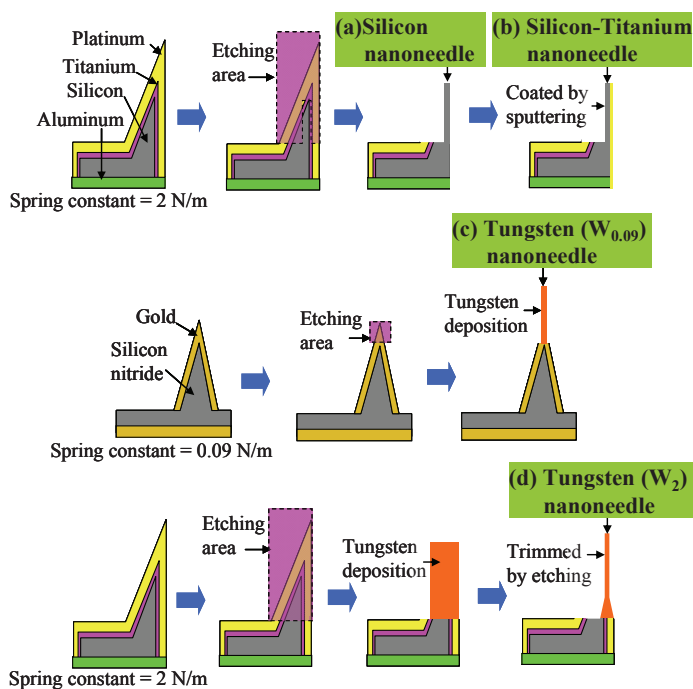 Platinum
Titanium
Silicon
Aluminum
Spring constant = 2 N/m
Etching
area
(a)Silicon
nanoneedle
(b) Silicon-Titanium
nanoneedle
Coated by
sputtering
Gold
Silicon
nitride
Spring constant = 0.09 N/m
Etching
area
(c) Tungsten (W0.09)
nanoneedle
Tungsten
deposition
Spring constant = 2 N/m
Etching
area
Tungsten
deposition
(d) Tungsten (W2)
nanoneedle
Trimmed
by etching